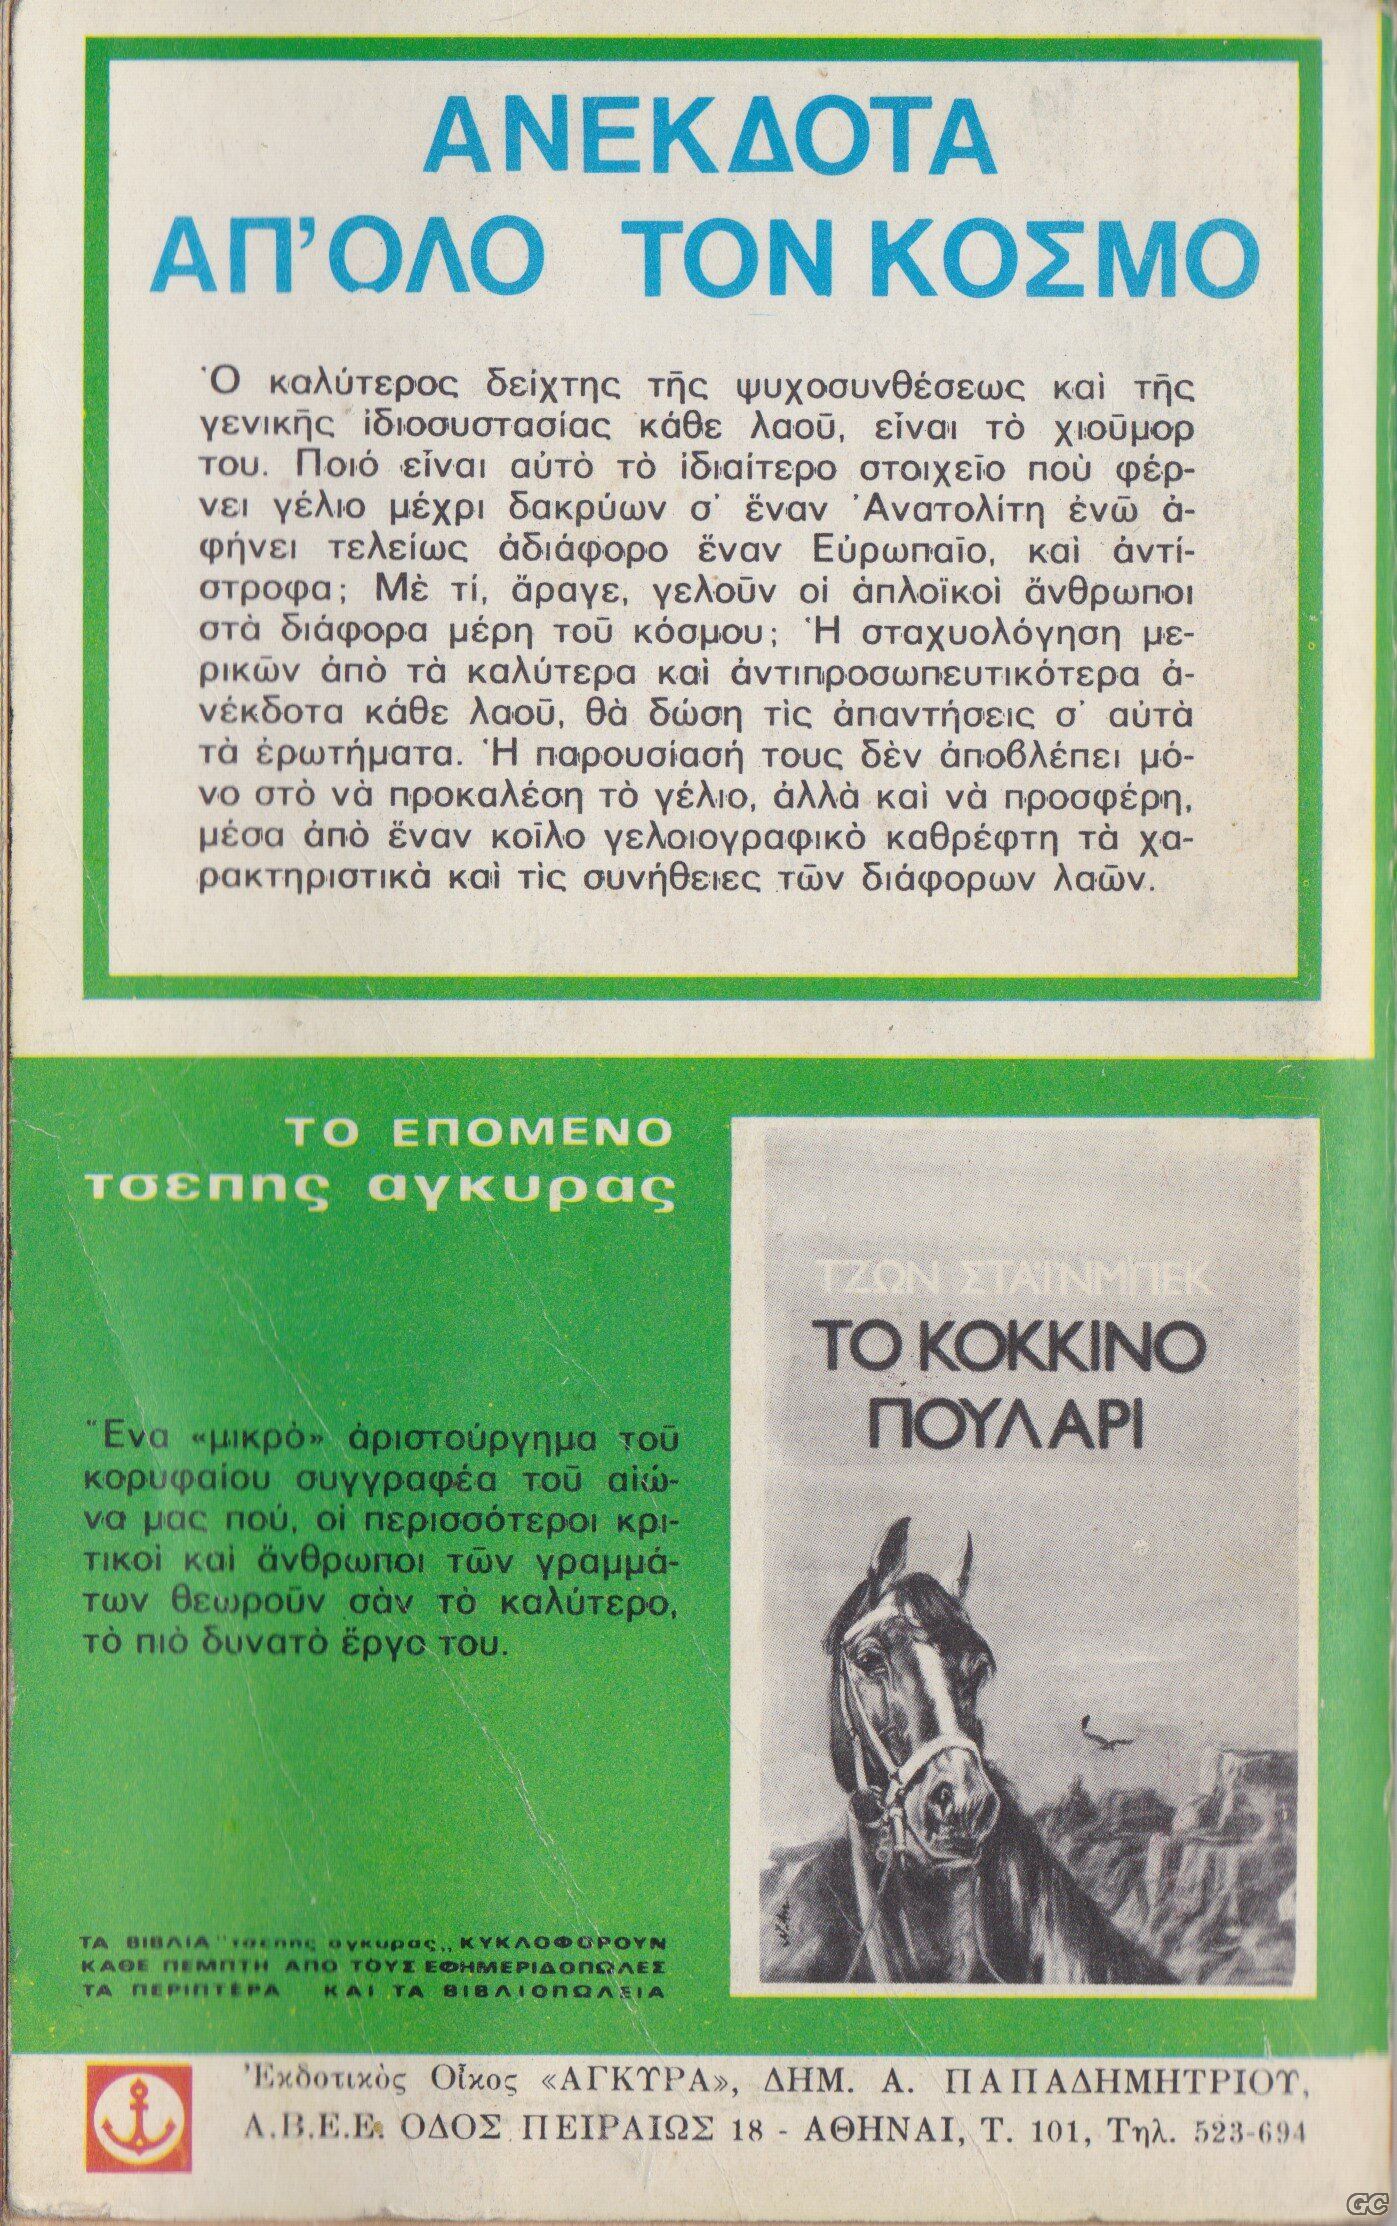 ΑΝΕΚΔΟΤΑ
ΑΠ'ΟΛΟ ΤΟΝ ΚΟΣΜΟ
Ὁ καλύτερος δείχτης τῆς ψυχοσυνθέσεως καὶ τῆς
γενικῆς ἰδιοσυστασίας κάθε λαοῦ, εἶναι τὸ χιοῦμορ
του. Ποιό εἶναι αὐτὸ τὸ ἰδιαίτερο στοιχεῖο ποὺ φέρ-
νει γέλιο μέχρι δακρύων σ' ἕναν Ἀνατολίτη ἐνῶ ἀ-
φήνει τελείως ἀδιάφορο ἕναν Εὐρωπαῖο, καὶ ἀντί-
στροφα; Μὲ τί, ἄραγε, γελοῦν οἱ ἁπλοϊκοὶ ἄνθρωποι
στὰ διάφορα μέρη τοῦ κόσμου; Ἡ σταχυολόγηση με-
ρικῶν ἀπὸ τὰ καλύτερα καὶ ἀντιπροσωπευτικότερα ἀ-
νέκδοτα κάθε λαοῦ, θὰ δώση τὶς ἀπαντήσεις σ' αὐτὰ
τὰ ἐρωτήματα. Ἡ παρουσίασή τους δὲν ἀποβλέπει μό-
νο στὸ νὰ προκαλέση τὸ γέλιο, ἀλλὰ καὶ νὰ προσφέρη,
μέσα ἀπὸ ἕναν κοῖλο γελοιογραφικὸ καθρέφτη τὰ χα-
ρακτηριστικὰ καὶ τὶς συνήθειες τῶν διάφορων λαῶν.
ΤΟ ΕΠΟΜΕΝΟ
τσεπης αγκυρας
Ἕνα «μικρὸ» ἀριστούργημα τοῦ
κορυφαίου συγγραφέα τοῦ αἰώ-
να μας πού, οἱ περισσότεροι κρι-
τικοὶ καὶ ἄνθρωποι τῶν γραμμά-
των θεωροῦν σὰν τὸ καλύτερο,
τὸ πιὸ δυνατὸ ἔργο του.
ΤΖΩΝ ΣΤΑΪΝΜΠΕΚ
ΤΟ ΚΟΚΚΙΝΟ
ΠΟΥΛΑΡΙ
ΤΑ ΒΙΒΛΙΑ "τσεπης αγκυρας,, ΚΥΚΛΟΦΟΡΟΥΝ
ΚΑΘΕ ΠΕΜΠΤΗ ΑΠΟ ΤΟΥΣ ΕΦΗΜΕΡΙΔΟΠΩΛΕΣ
ΤΑ ΠΕΡΙΠΤΕΡΑ ΚΑΙ ΤΑ ΒΙΒΛΙΟΠΩΛΕΙΑ
Ἐκδοτικὸς Οἶκος «ΑΓΚΥΡΑ», ΔΗΜ. Α. ΠΑΠΑΔΗΜΗΤΡΙΟΥ,
Α.Β.Ε.Ε. ΟΔΟΣ ΠΕΙΡΑΙΩΣ 18 - ΑΘΗΝΑΙ, Τ. 101, Τηλ. 523-694
GC